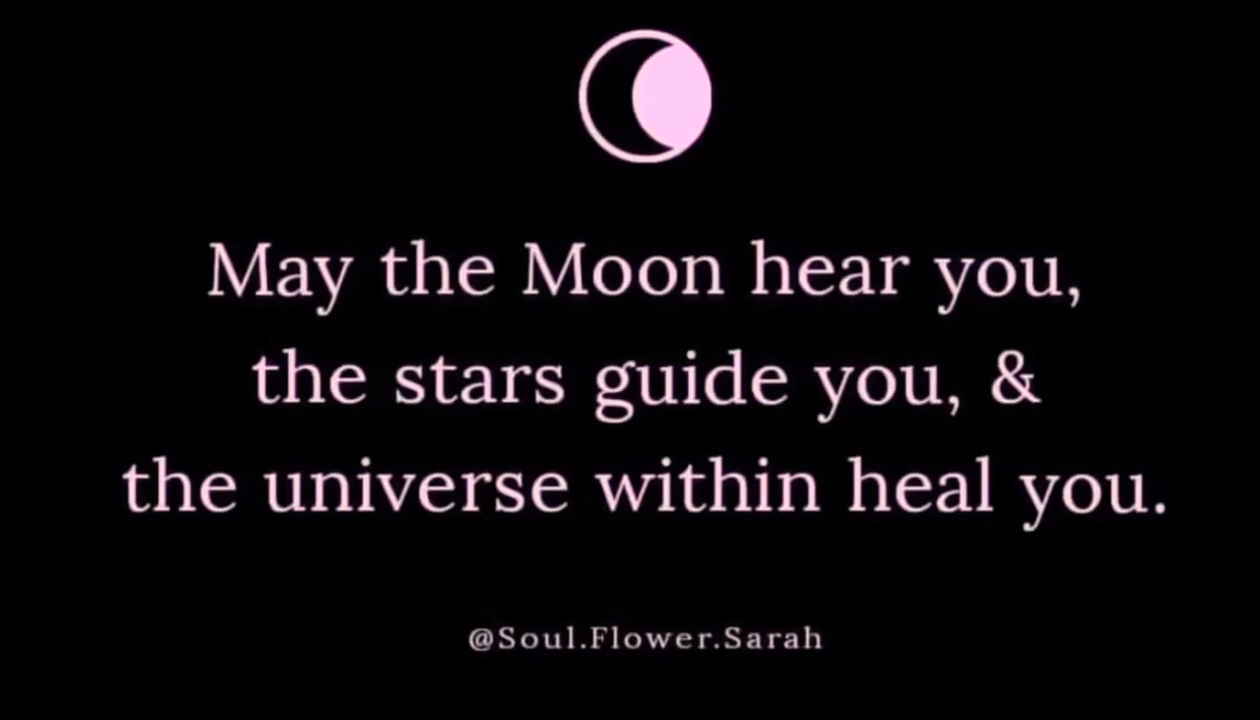 May the Moon hear you,
the stars guide you, &
the universe within heal you.
@Soul.Flower.Sarah